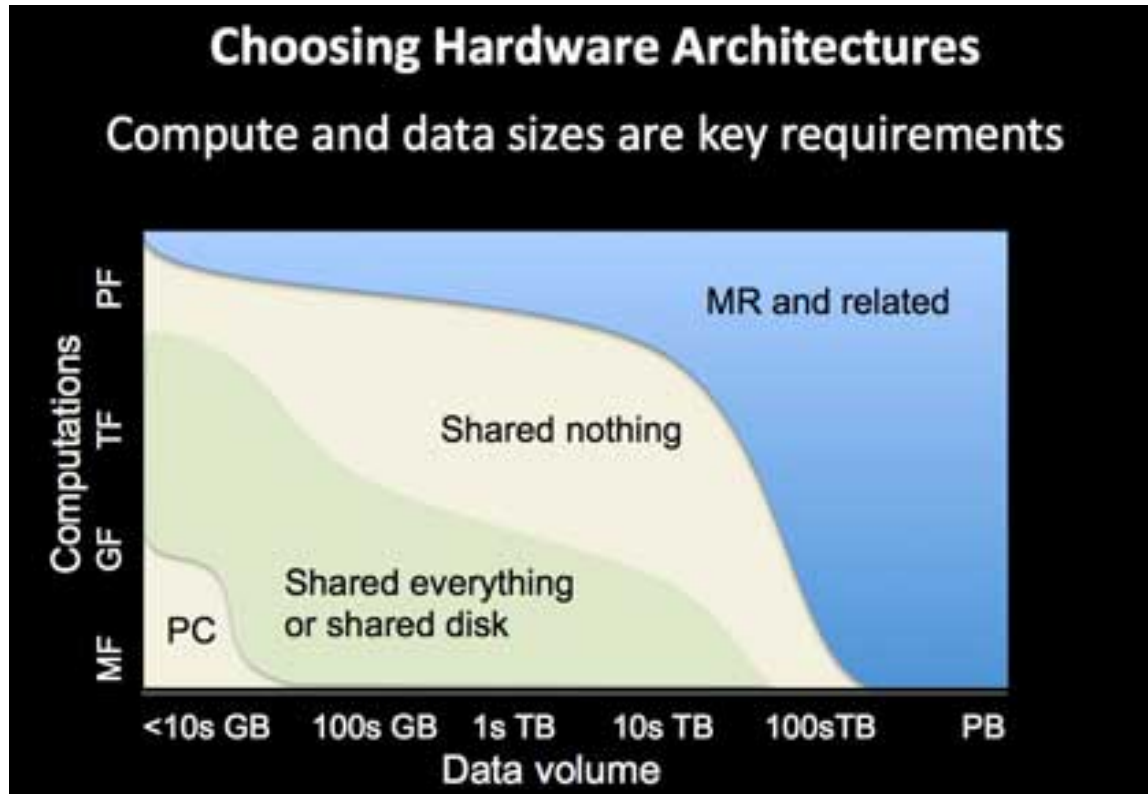 Choosing Hardware Architectures
Compute and data sizes are key requirements
MR and related
Shared nothing
Shared everything
or shared disk
PC
Computations
PF
TF
GF
MF
<10s GB 100s GB 1s TB 10s TB 100sTB PB
Data volume